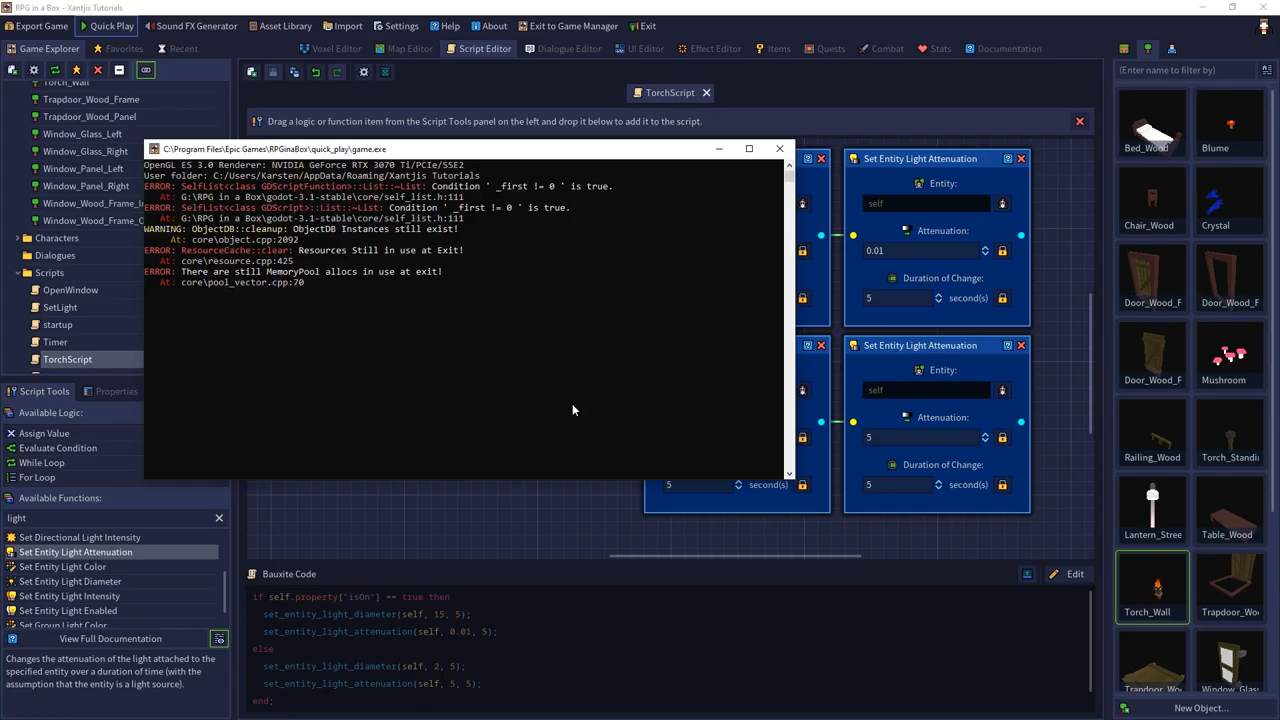 RPG in a Box - Xantjis Tutorials
Export Game
Quick Play
Sound FX Generator
Asset Library
Import
Settings
Help
About
Exit to Game Manager
Exit
Game Explorer
Favorites
Recent
Voxel Editor
Map Editor
Script Editor
Dialogue Editor
UI Editor
Effect Editor
Items
Quests
Combat
Stats
Documentation
TorchScript
(Enter name to filter by)
Drag a logic or function item from the Script Tools panel on the left and drop it below to add it to the script.
Torch_Wall
Trapdoor_Wood_Frame
Trapdoor_Wood_Panel
Window_Glass_Left
Window_Glass_Right
Window_Panel_Left
Window_Panel_Right
Window_Wood_Frame_
Window_Wood_Frame_
Characters
Dialogues
Scripts
OpenWindow
SetLight
startup
Timer
TorchScript
C:\Program Files\Epic Games\RPGinaBox\quick_play\game.exe
OpenGL ES 3.0 Renderer: NVIDIA GeForce RTX 3070 Ti/PCIe/SSE2
User folder: C:/Users/Karsten/AppData/Roaming/Xantjis Tutorials
ERROR: SelfList<class GDScriptFunction>::List::~List: Condition ' _first != 0 ' is true.
At: G:\RPG in a Box\godot-3.1-stable\core/self_list.h:111
ERROR: SelfList<class GDScript>::List::~List: Condition ' _first != 0 ' is true.
At: G:\RPG in a Box\godot-3.1-stable\core/self_list.h:111
WARNING: ObjectDB::cleanup: ObjectDB Instances still exist!
At: core\object.cpp:2092
ERROR: ResourceCache::clear: Resources Still in use at Exit!
At: core\resource.cpp:425
ERROR: There are still MemoryPool allocs in use at exit!
At: core\pool_vector.cpp:70
Set Entity Light Attenuation
Entity:
self
Attenuation:
0.01
Duration of Change:
5
second(s)
Set Entity Light Attenuation
Entity:
self
Attenuation:
5
Duration of Change:
5
second(s)
5
second(s)
Script Tools
Properties
Available Logic:
Assign Value
Evaluate Condition
While Loop
For Loop
Available Functions:
light
Set Directional Light Intensity
Set Entity Light Attenuation
Set Entity Light Color
Set Entity Light Diameter
Set Entity Light Intensity
Set Entity Light Enabled
Set Group Light Color
View Full Documentation
Changes the attenuation of the light attached to the
specified entity over a duration of time (with the
assumption that the entity is a light source).
Bauxite Code
Edit
if self.property["isOn"] == true then
set_entity_light_diameter(self, 15, 5);
set_entity_light_attenuation(self, 0.01, 5);
else
set_entity_light_diameter(self, 2, 5);
set_entity_light_attenuation(self, 5, 5);
end;
Bed_Wood
Blume
Chair_Wood
Crystal
Door_Wood_F
Door_Wood_F
Door_Wood_P
Mushroom
Railing_Wood
Torch_Standi
Lantern_Stree
Table_Wood
Torch_Wall
Trapdoor_Woo
Trapdoor_Woo
Window_Glass
New Object...